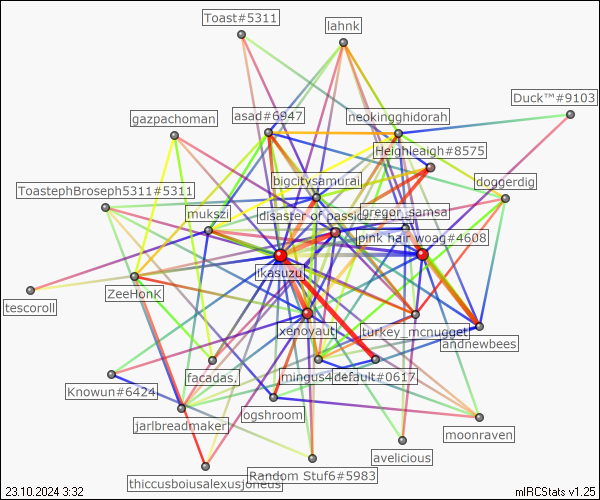 Toast#5311
lahnk
Duck™#9103
asad#6947
neokingghidorah
gazpachoman
Heighleaigh#8575
bigcitysamurai
doggerdig
ToastephBroseph5311#5311
mukszi
disaster of passics
gregor_samsa
pink hair woag#4608
ikasuzu
ZeeHonK
tescoroll
xenoyaut
turkey_mcnugget
andnewbees
facadas.
mingus4
default#0617
Knowun#6424
ogshroom
jarlbreadmaker
moonraven
avelicious
thiccusboiusalexusjoneus
Random Stuf6#5983
23.10.2024 3:32
mIRCStats v1.25